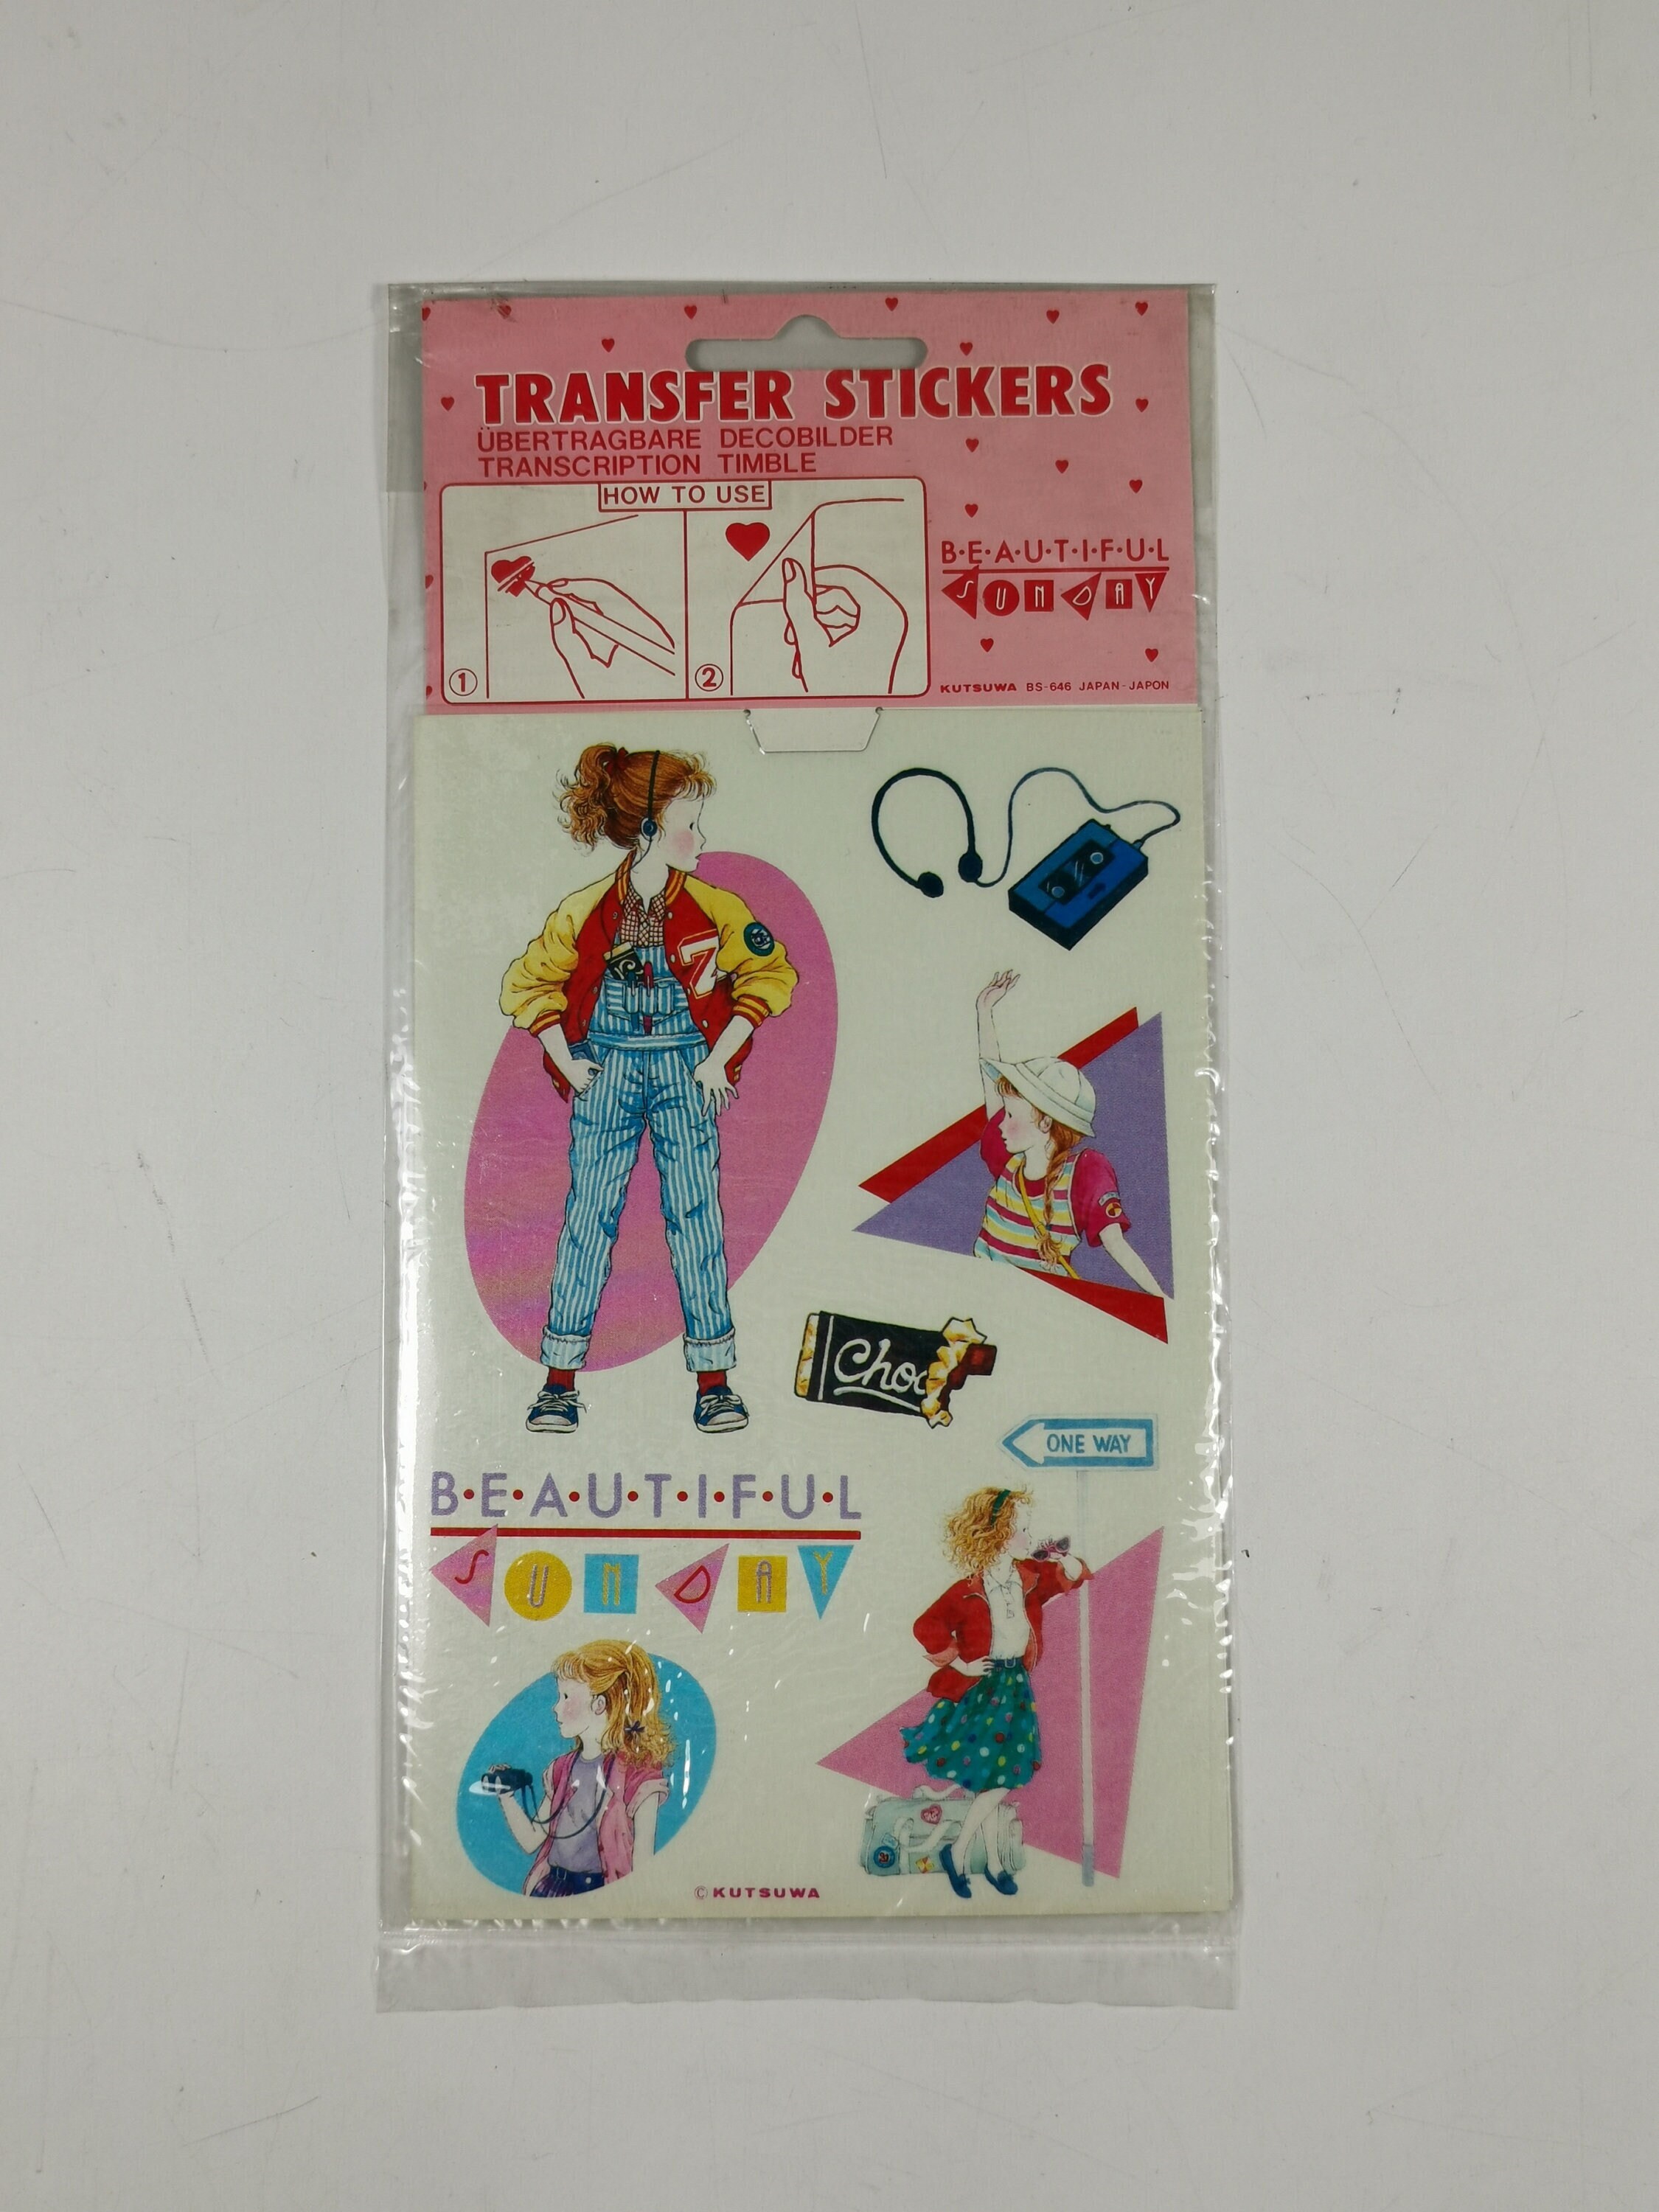 TRANSFER STICKERS
ÜBERTRAGBARE DECOBILDER
TRANSCRIPTION TIMBLE
HOW TO USE
1
2
B·E·A·U·T·I·F·U·L
SUNDAY
KUTSUWA BS-646 JAPAN-JAPON
Z
Choc
ONE WAY
B·E·A·U·T·I·F·U·L
SUNDAY
© KUTSUWA